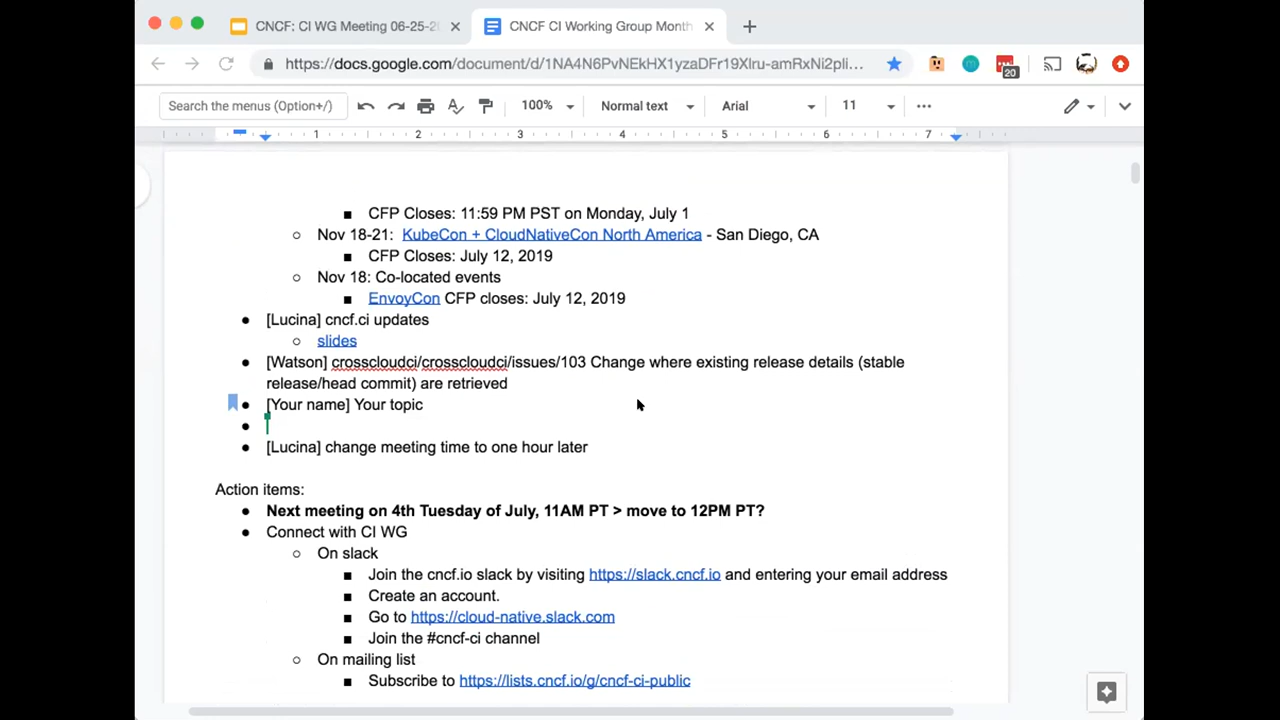 CNCF: CI WG Meeting 06-25-20
CNCF CI Working Group Month
https://docs.google.com/document/d/1NA4N6PvNEkHX1yzaDFr19Xlru-amRxNi2pli...
20
Search the menus (Option+/)
100%
Normal text
Arial
11
1 2 3 4 5 6 7
CFP Closes: 11:59 PM PST on Monday, July 1
Nov 18-21: KubeCon + CloudNativeCon North America - San Diego, CA
CFP Closes: July 12, 2019
Nov 18: Co-located events
EnvoyCon CFP closes: July 12, 2019
[Lucina] cncf.ci updates
slides
[Watson] crosscloudci/crosscloudci/issues/103 Change where existing release details (stable
release/head commit) are retrieved
[Your name] Your topic
[Lucina] change meeting time to one hour later
Action items:
Next meeting on 4th Tuesday of July, 11AM PT > move to 12PM PT?
Connect with CI WG
On slack
Join the cncf.io slack by visiting https://slack.cncf.io and entering your email address
Create an account.
Go to https://cloud-native.slack.com
Join the #cncf-ci channel
On mailing list
Subscribe to https://lists.cncf.io/g/cncf-ci-public